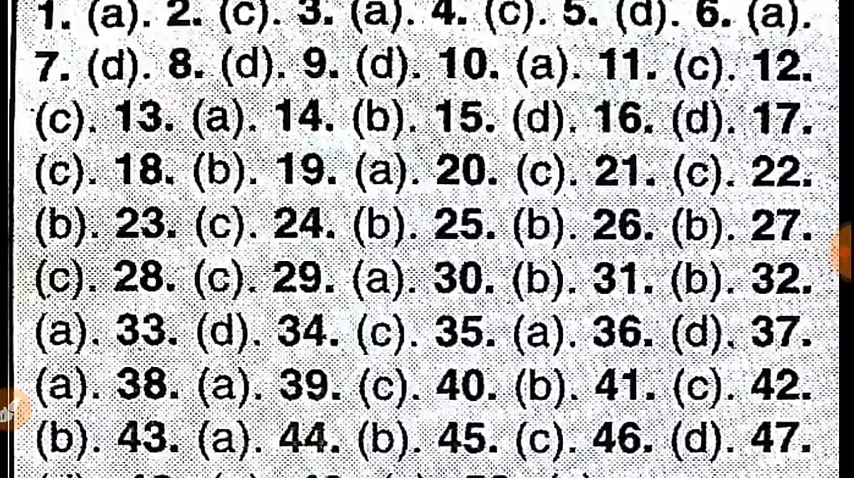 1. (a). 2. (c). 3. (a). 4. (c). 5. (d). 6. (a).
7. (d). 8. (d). 9. (d). 10. (a). 11. (c). 12.
(c). 13. (a). 14. (b). 15. (d). 16. (d). 17.
(c). 18. (b). 19. (a). 20. (c). 21. (c). 22.
(b). 23. (c). 24. (b). 25. (b). 26. (b). 27.
(c). 28. (c). 29. (a). 30. (b). 31. (b). 32.
(a). 33. (d). 34. (c). 35. (a). 36. (d). 37.
(a). 38. (a). 39. (c). 40. (b). 41. (c). 42.
(b). 43. (a). 44. (b). 45. (c). 46. (d). 47.